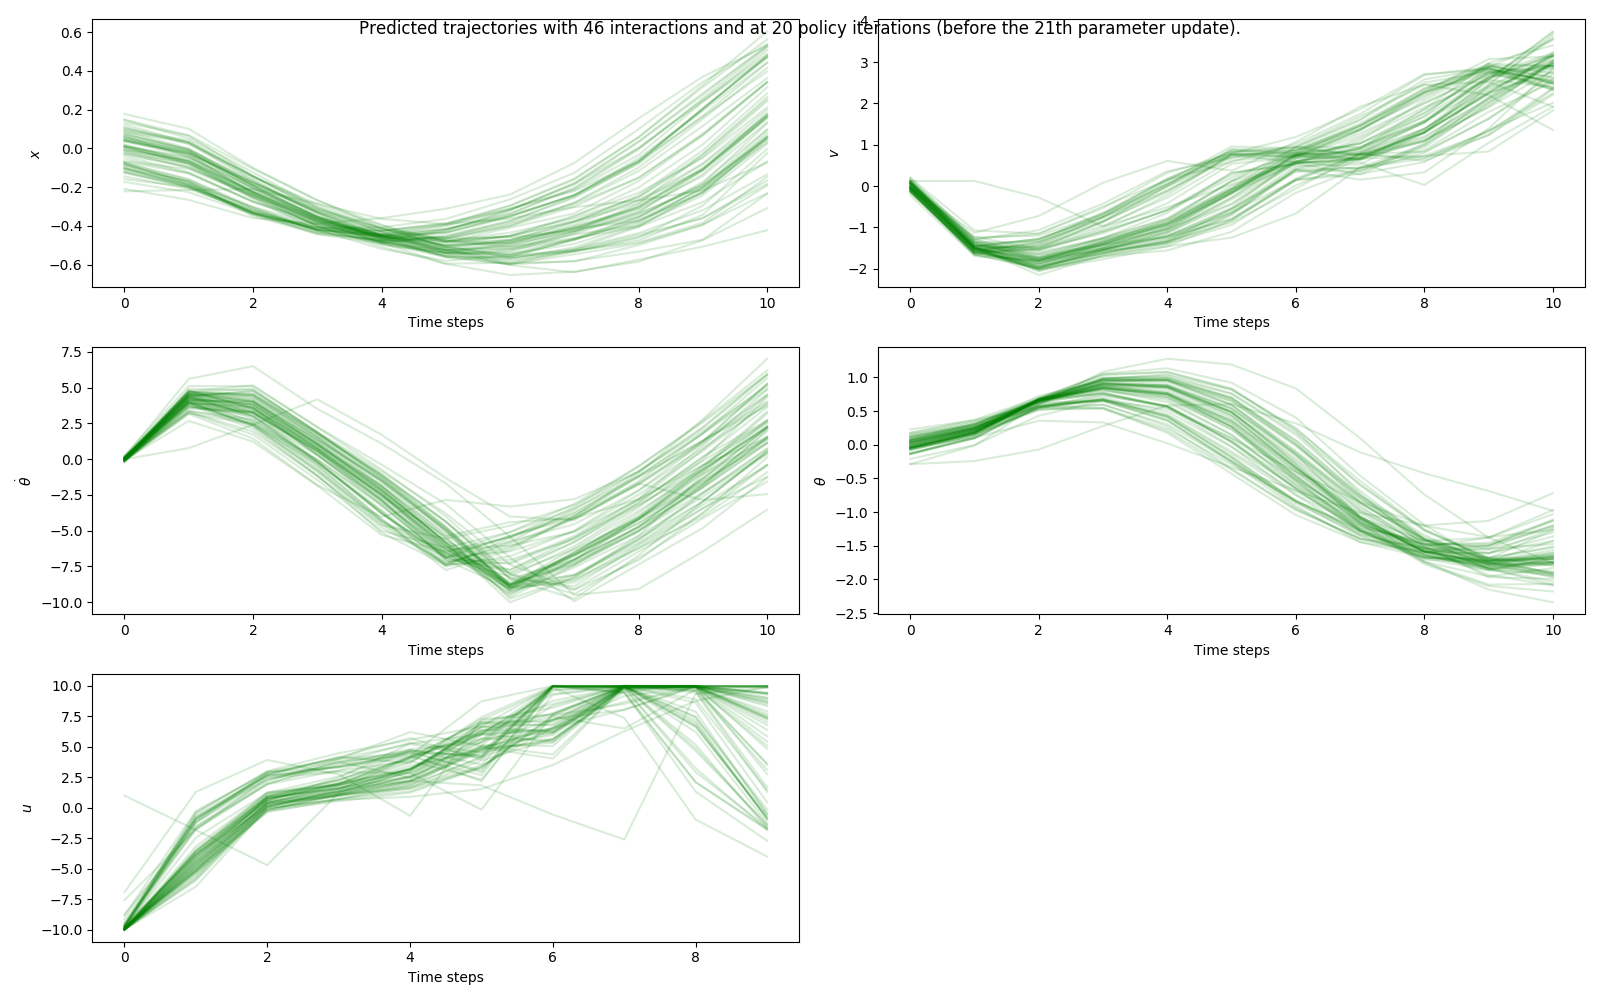 Predicted trajectories with 46 interactions and at 20 policy iterations (before the 21th parameter update).
0.6
0.4
0.2
0.0
−0.2
−0.4
−0.6
x
0 2 4 6 8 10
Time steps
4
3
2
1
0
−1
−2
v
0 2 4 6 8 10
Time steps
7.5
5.0
2.5
0.0
−2.5
−5.0
−7.5
−10.0
θ̇
0 2 4 6 8 10
Time steps
1.0
0.5
0.0
−0.5
−1.0
−1.5
−2.0
−2.5
θ
0 2 4 6 8 10
Time steps
10.0
7.5
5.0
2.5
0.0
−2.5
−5.0
−7.5
−10.0
u
0 2 4 6 8
Time steps